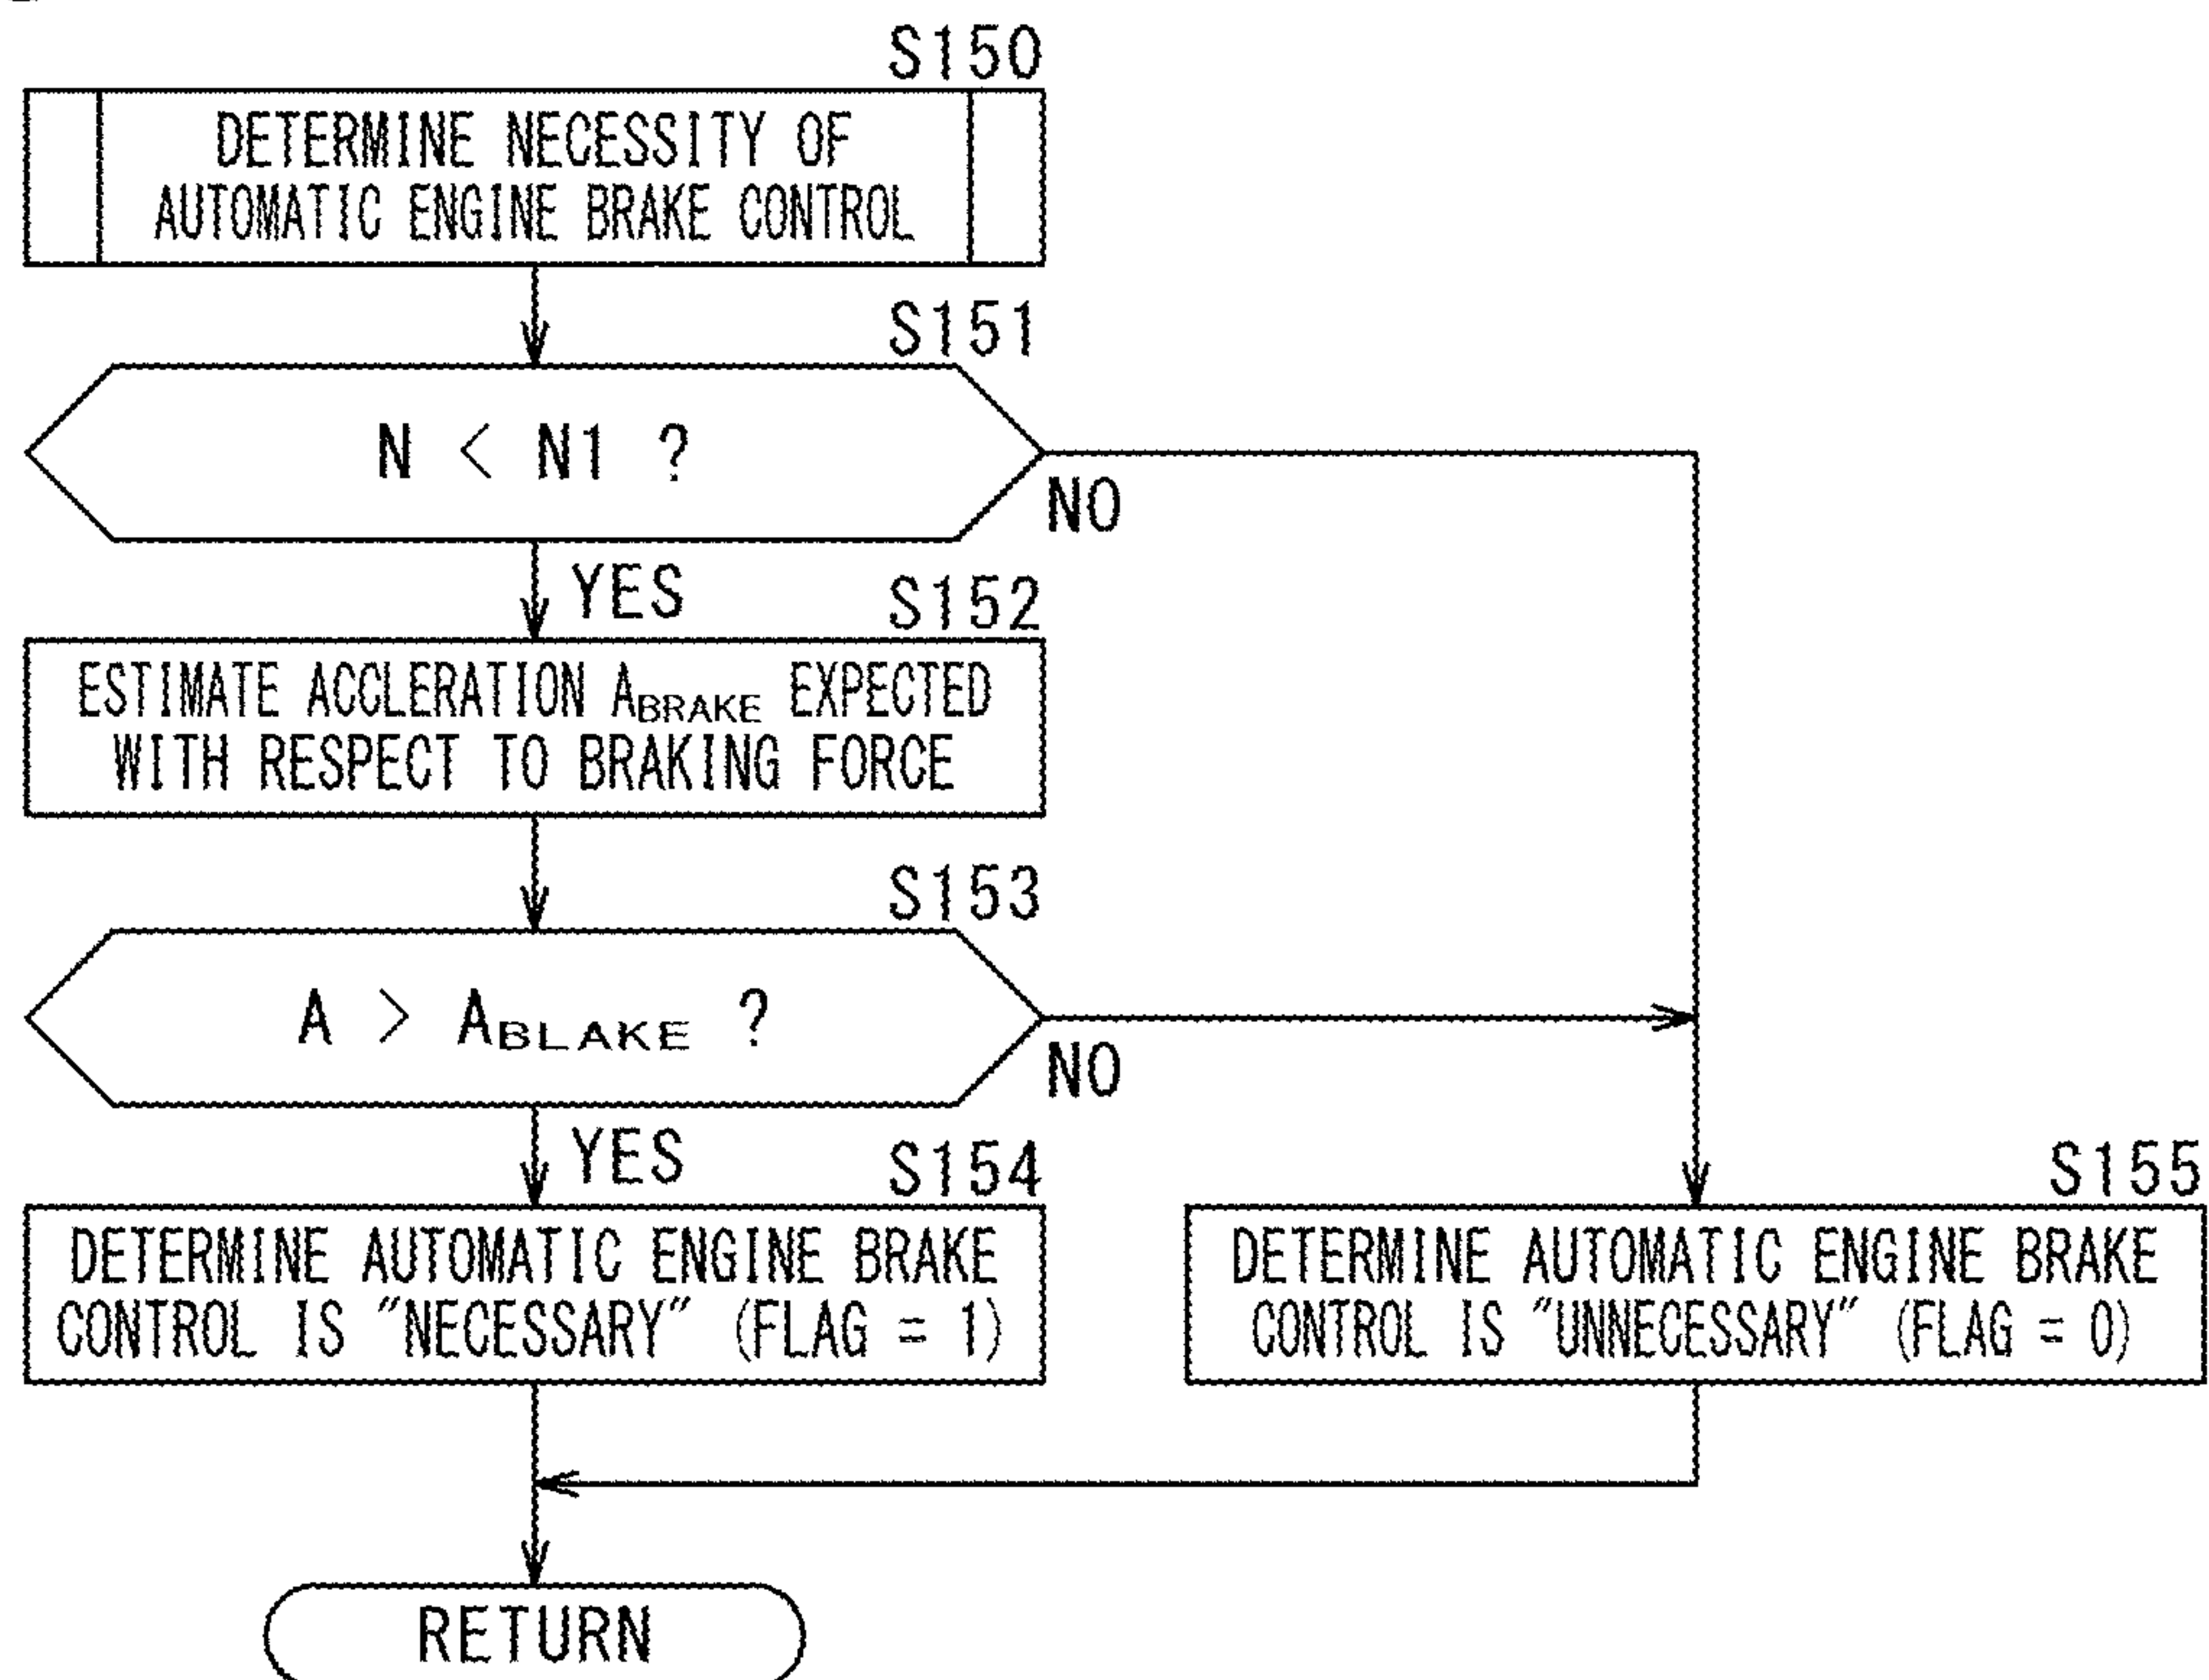 S150
DETERMINE NECESSITY OF
AUTOMATIC ENGINE BRAKE CONTROL
S151
N < N1 ?
NO
YES
S152
ESTIMATE ACCLERATION ABRAKE EXPECTED
WITH RESPECT TO BRAKING FORCE
S153
A > ABLAKE ?
NO
YES
S154
DETERMINE AUTOMATIC ENGINE BRAKE
CONTROL IS "NECESSARY" (FLAG = 1)
S155
DETERMINE AUTOMATIC ENGINE BRAKE
CONTROL IS "UNNECESSARY" (FLAG = 0)
RETURN